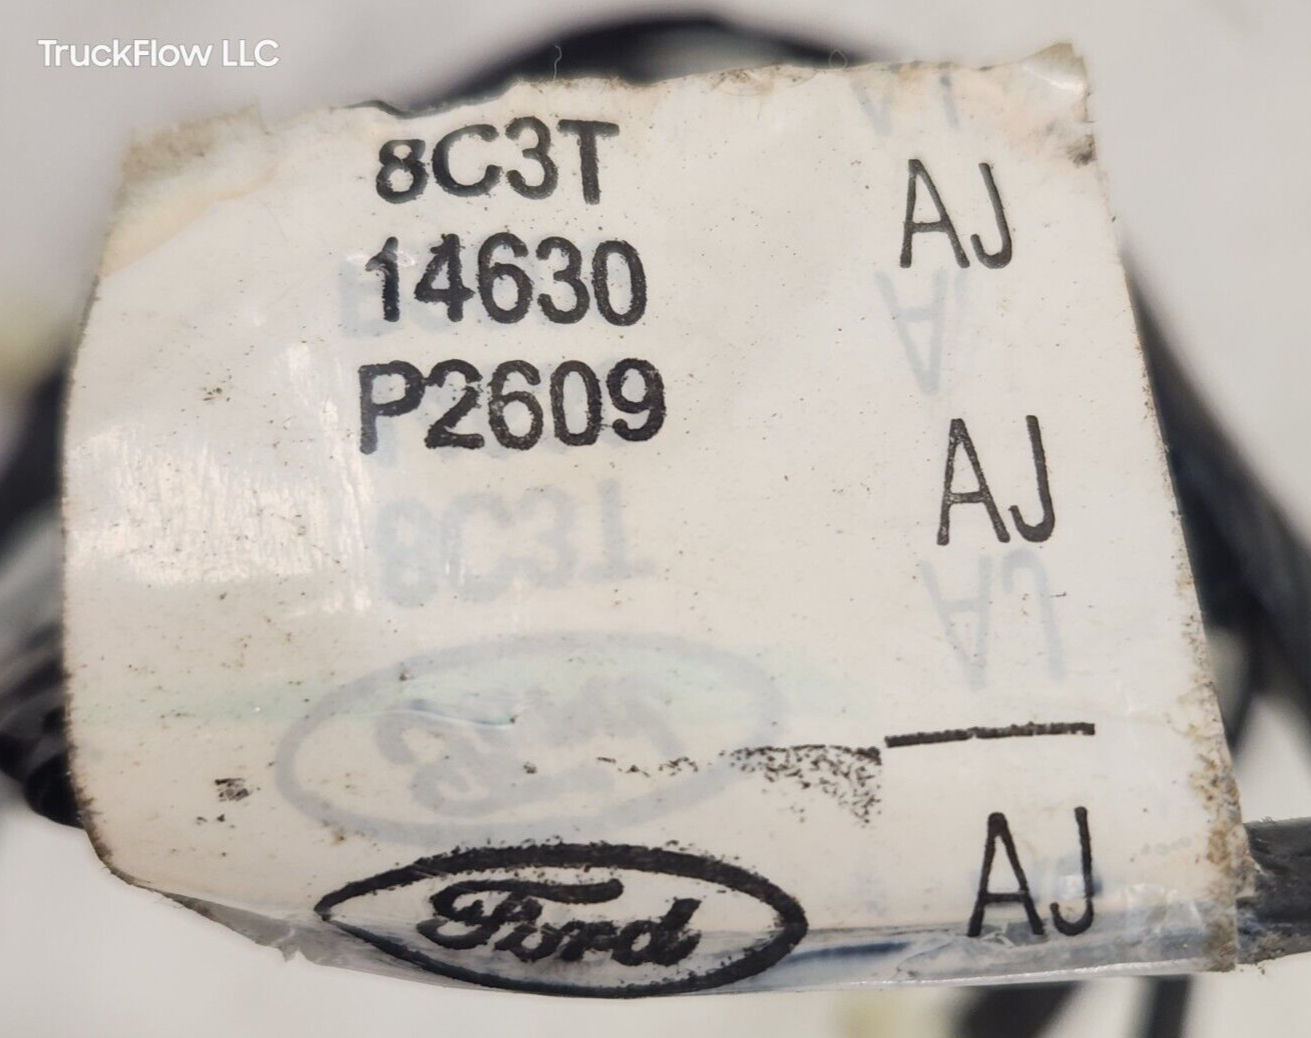 TruckFlow LLC
8C3T
14630
P2609
AJ
AJ
AJ
Ford